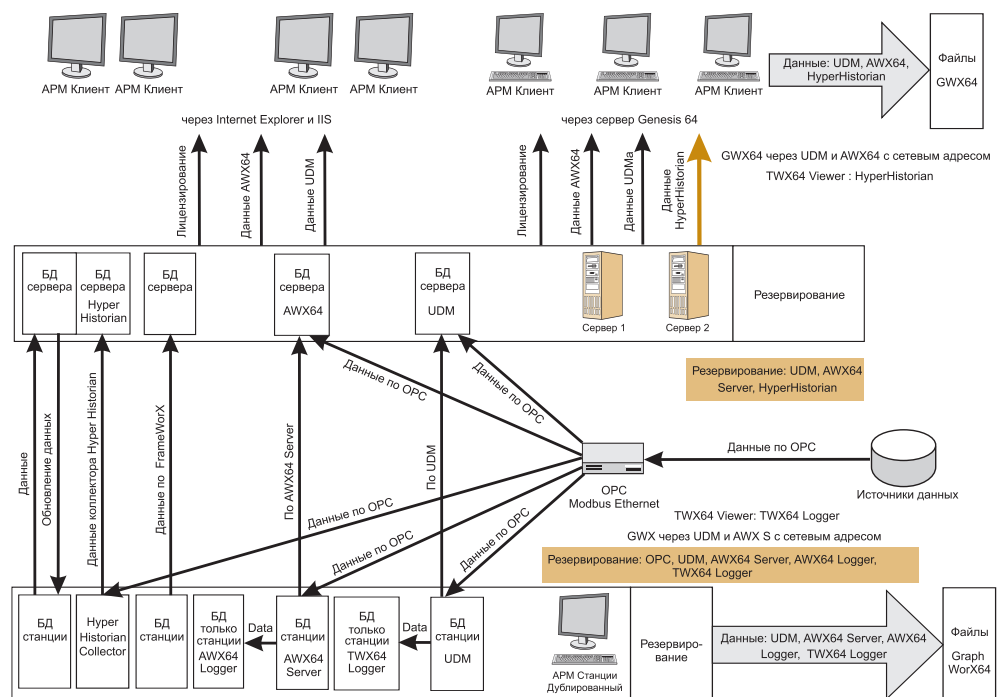 АРМ Клиент АРМ Клиент
АРМ Клиент АРМ Клиент
АРМ Клиент
АРМ Клиент
АРМ Клиент
Данные: UDM, AWX64,
HyperHistorian
Файлы
GWX64
через Internet Explorer и IIS
через сервер Genesis 64
Лицензирование
Данные AWX64
Данные UDM
Лицензирование
Данные AWX64
Данные UDMа
Данные
HyperHistorian
GWX64 через UDM и AWX64 с сетевым адресом
TWX64 Viewer : HyperHistorian
БД
сервера
БД
сервера
Hyper
Historian
БД
сервера
БД
сервера
AWX64
БД
сервера
UDM
Сервер 1
Сервер 2
Резервирование
Резервирование: UDM, AWX64
Server, HyperHistorian
Данные
Обновление данных
Данные коллектора Hyper Historian
Данные по FrameWorX
По AWX64 Server
По UDM
Данные по OPC
Данные по OPC
Данные по OPC
Данные по OPC
Данные по OPC
Данные по OPC
OPC
Modbus Ethernet
Источники данных
TWX64 Viewer: TWX64 Logger
GWX через UDM и AWX S с сетевым адресом
Резервирование: OPC, UDM, AWX64 Server, AWX64 Logger,
TWX64 Logger
БД
станции
Hyper
Historian
Collector
БД
станции
БД
только
станции
AWX64
Logger
Data
БД
станции
AWX64
Server
БД
только
станции
TWX64
Logger
Data
БД
станции
UDM
АРМ Станции
Дублированный
Резервиро-
вание
Данные: UDM, AWX64 Server, AWX64
Logger, TWX64 Logger
Файлы
Graph
WorX64